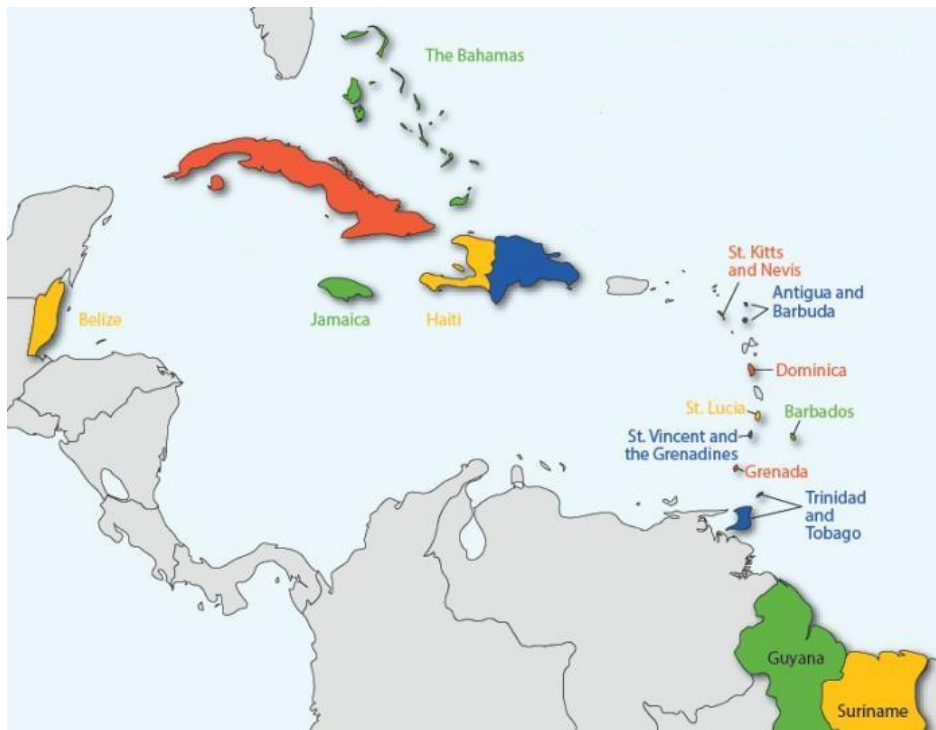 The Bahamas
St. Kitts
and Nevis
Antigua and
Barbuda
Belize
Jamaica
Haiti
Dominica
St. Lucia
Barbados
St. Vincent and
the Grenadines
Grenada
Trinidad
and
Tobago
Guyana
Suriname